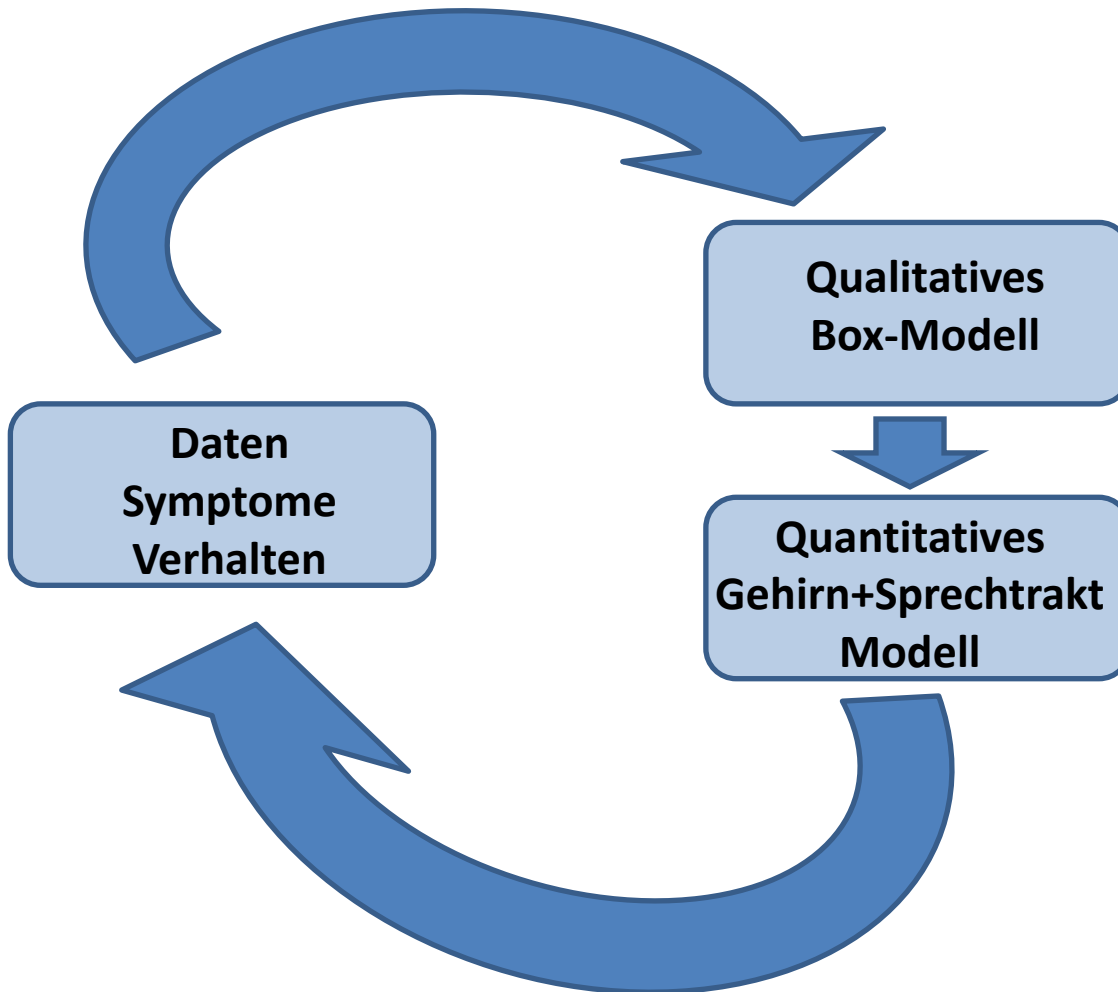 Qualitatives
Box-Modell
Daten
Symptome
Verhalten
Quantitatives
Gehirn+Sprechtrakt
Modell